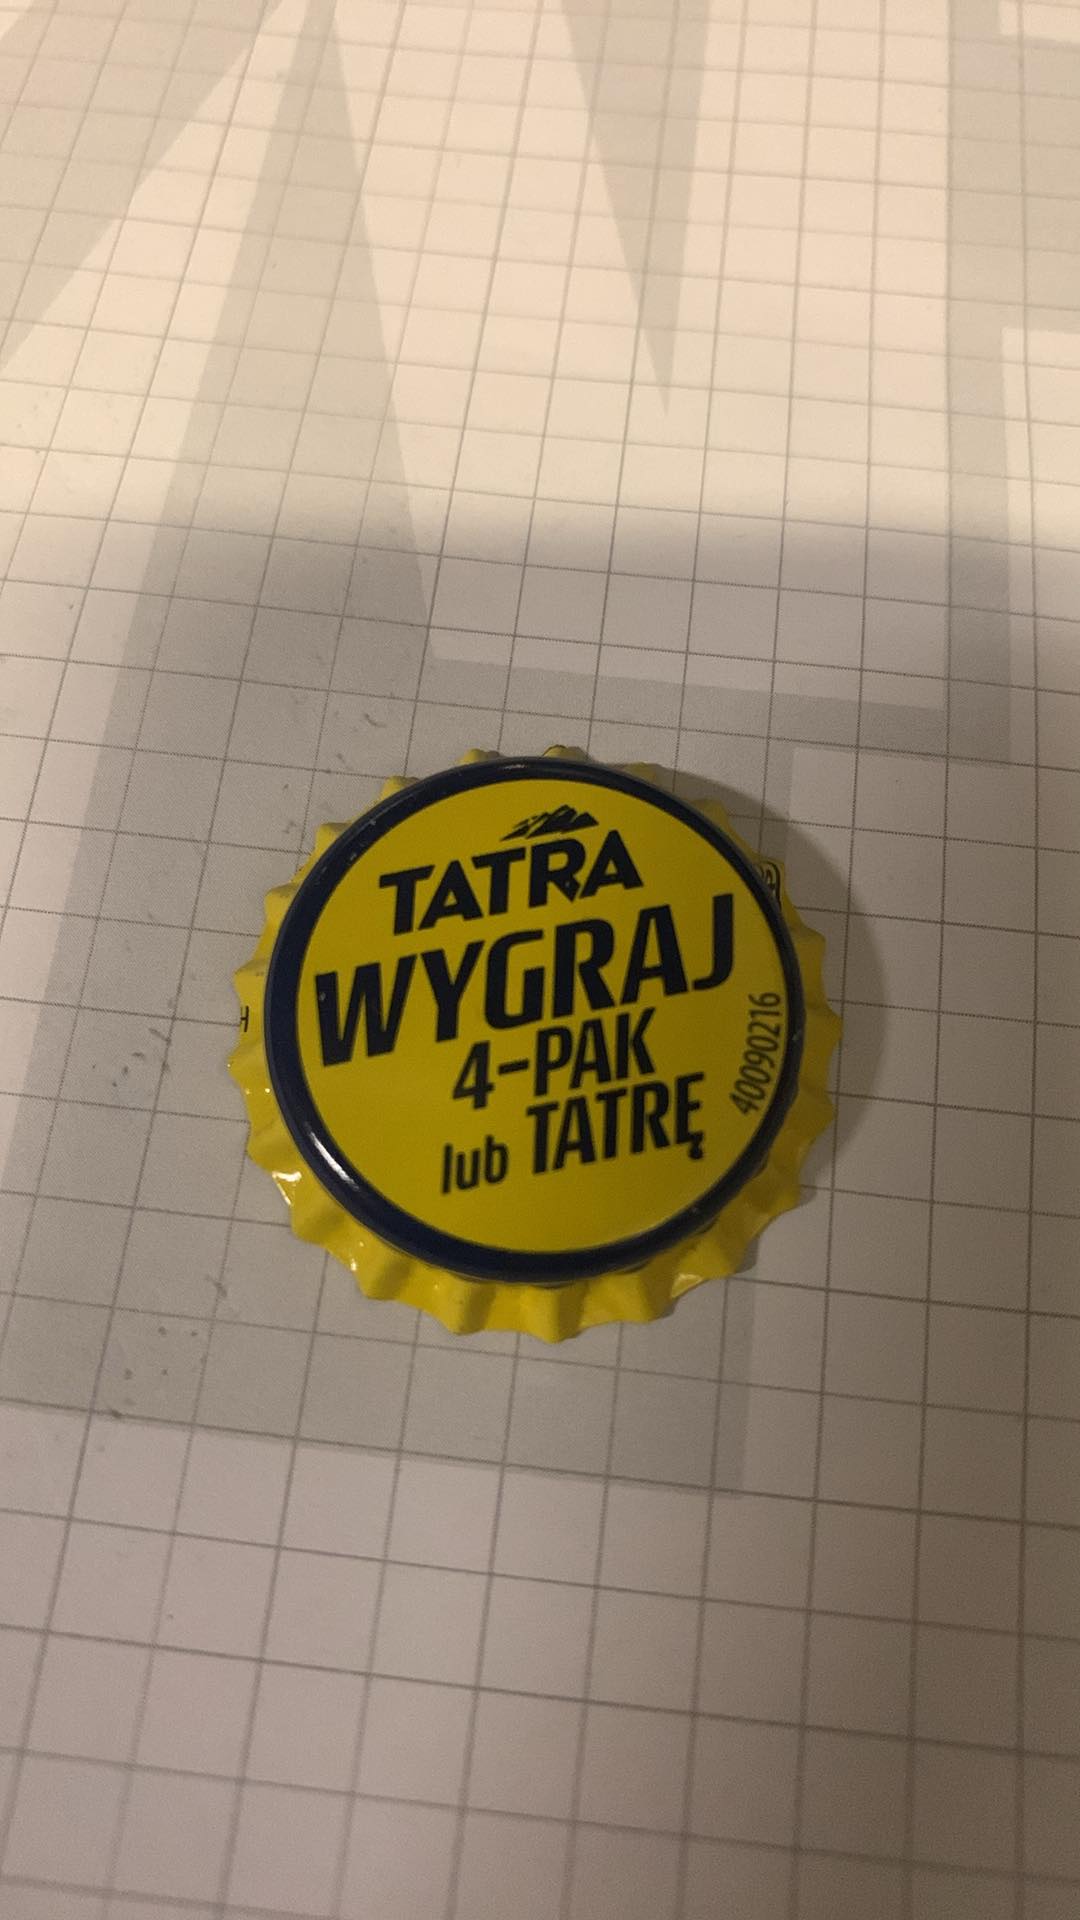 TATRA
WYGRAJ
4-PAK
lub TATRĘ
40090216
H